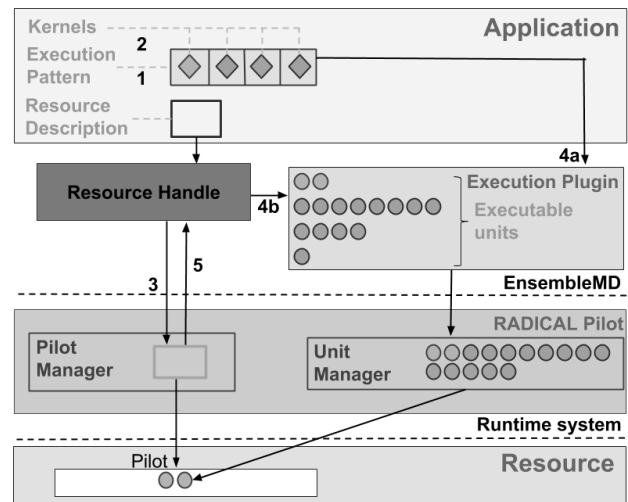 Application
Kernels
2
Execution
Pattern
1
Resource
Description
4a
Resource Handle
4b
Execution Plugin
Executable
units
3
5
EnsembleMD
RADICAL Pilot
Pilot
Manager
Unit
Manager
Runtime system
Pilot
Resource